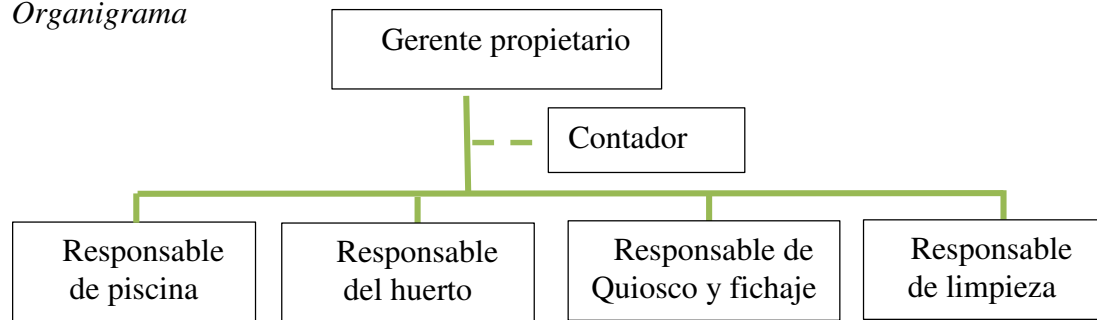 Organigrama
Gerente propietario
Contador
Responsable
de piscina
Responsable
del huerto
Responsable de
Quiosco y fichaje
Responsable
de limpieza